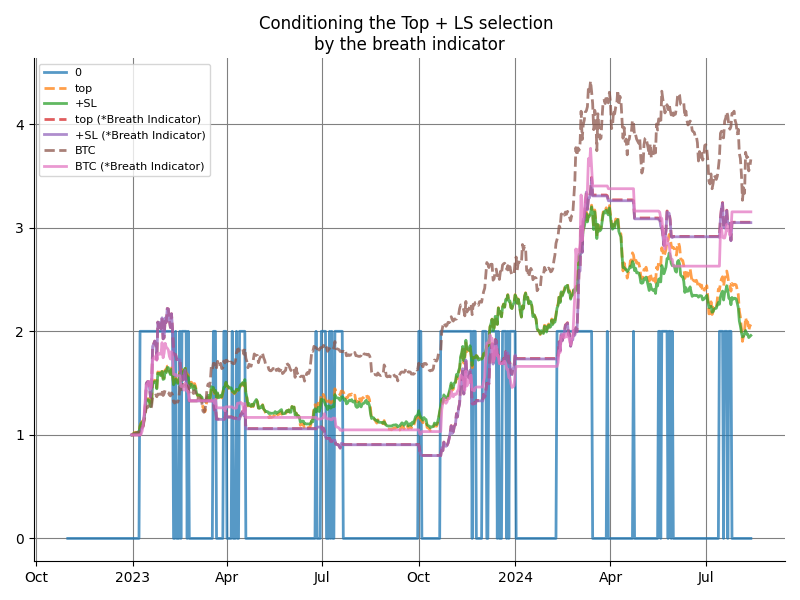 Conditioning the Top + LS selection
by the breath indicator
0
top
+SL
top (*Breath Indicator)
+SL (*Breath Indicator)
BTC
BTC (*Breath Indicator)
4
3
2
1
0
Oct
2023
Apr
Jul
Oct
2024
Apr
Jul